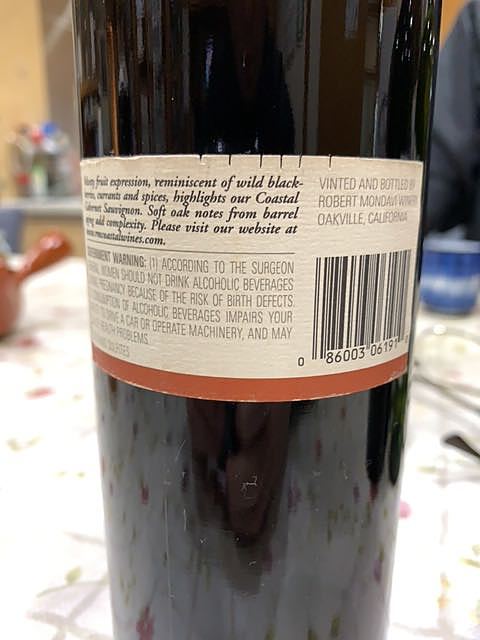 fruit expression, reminiscent of wild black-
currants and spices, highlights our Coastal
Cabernet Sauvignon. Soft oak notes from barrel
add complexity. Please visit our website at
WARNING: (1) ACCORDING TO THE SURGEON
WOMEN SHOULD NOT DRINK ALCOHOLIC BEVERAGES
PREGNANCY BECAUSE OF THE RISK OF BIRTH DEFECTS.
OF ALCOHOLIC BEVERAGES IMPAIRS YOUR
DRIVE A CAR OR OPERATE MACHINERY, AND MAY
HEALTH PROBLEMS.
SULFITES
VINTED AND BOTTLED BY
ROBERT MONDAVI WINERY
OAKVILLE, CALIFORNIA
0 86003 06191